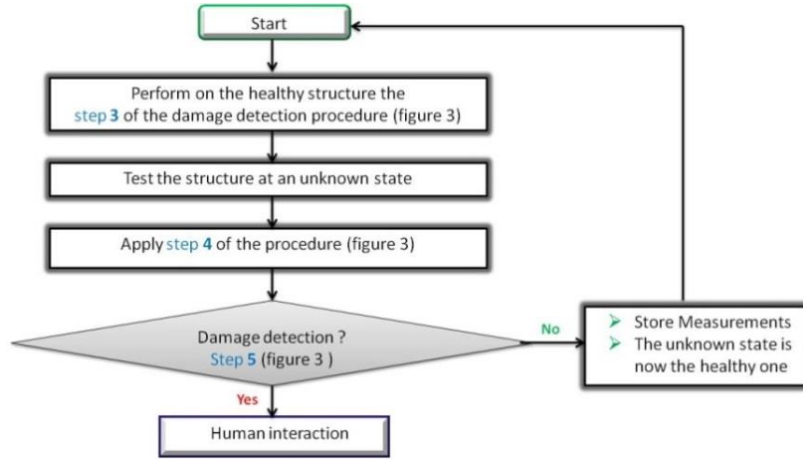 Start
Perform on the healthy structure the
step 3 of the damage detection procedure (figure 3)
Test the structure at an unknown state
Apply step 4 of the procedure (figure 3)
Damage detection ?
Step 5 (figure 3 )
No
Store Measurements
The unknown state is
now the healthy one
Yes
Human interaction